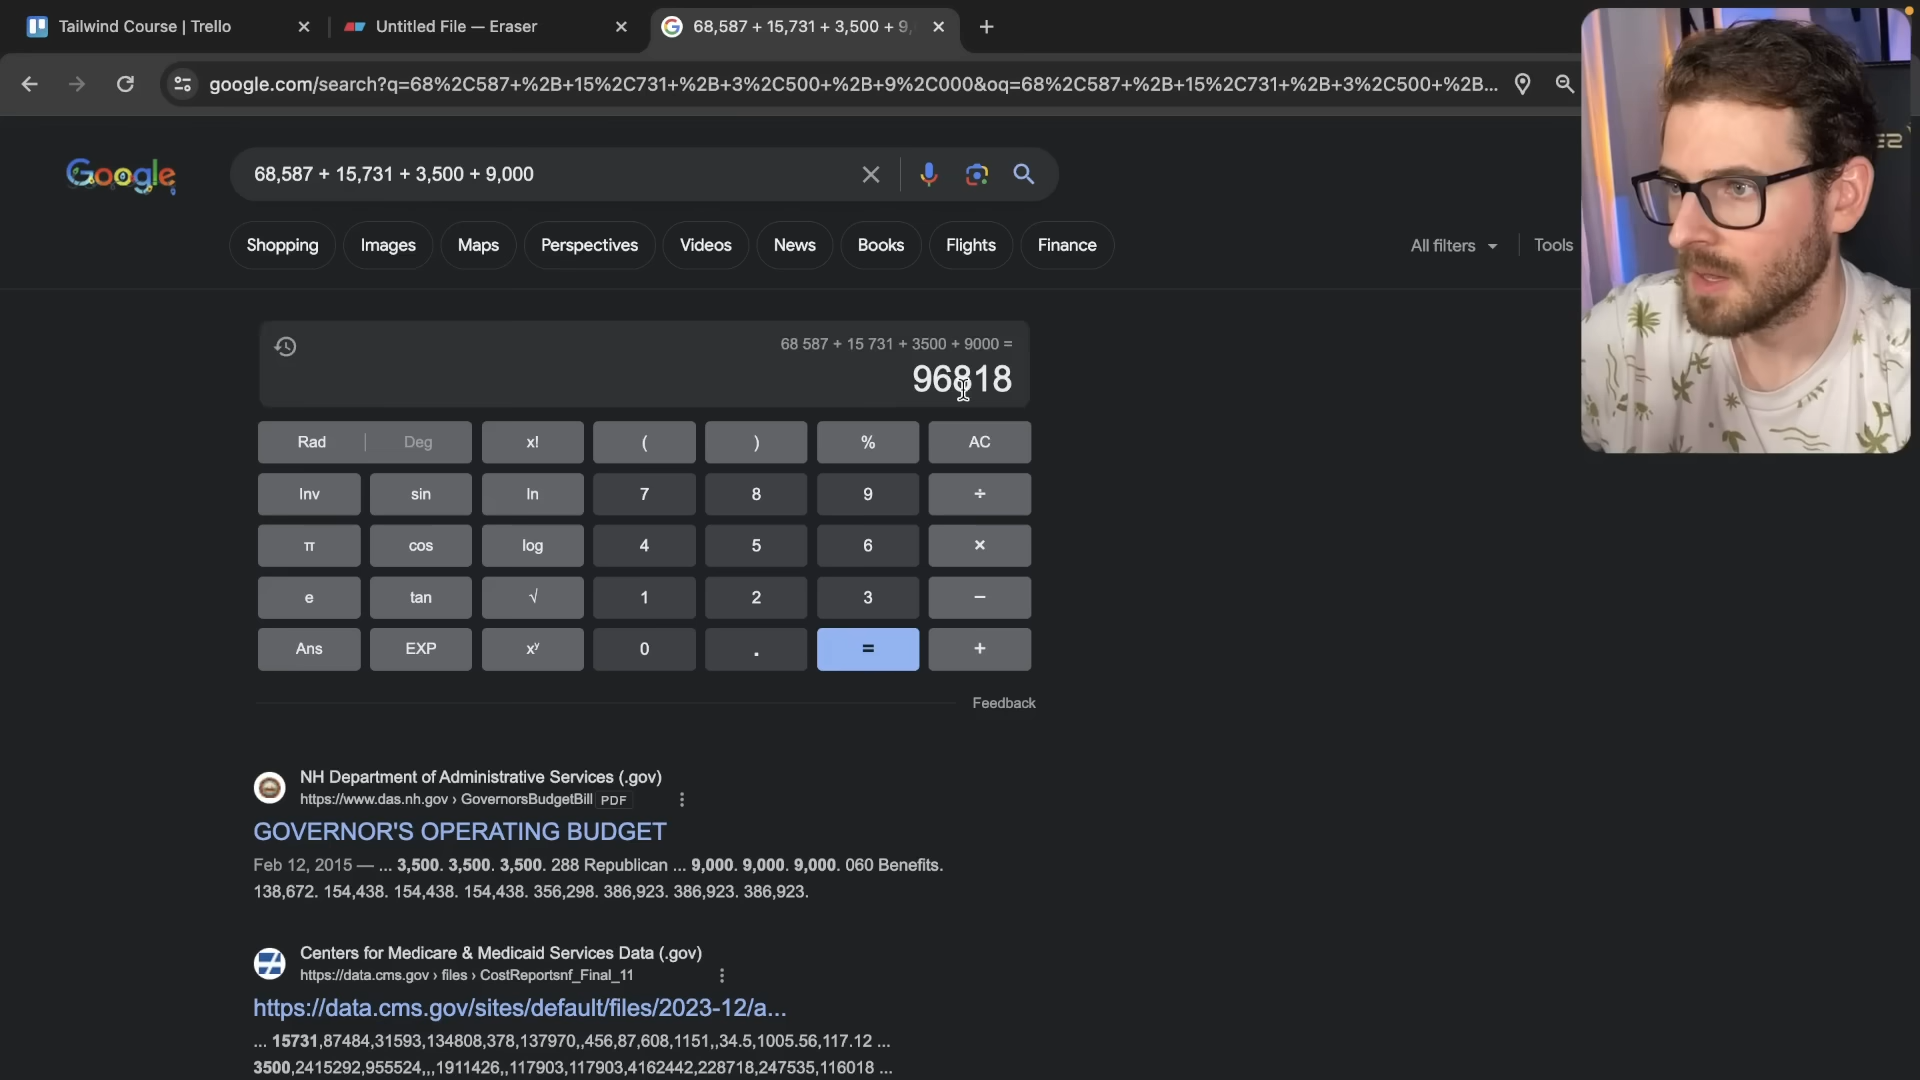 Tailwind Course | Trello
Untitled File — Eraser
68,587 + 15,731 + 3,500 + 9,
google.com/search?q=68%2C587+%2B+15%2C731+%2B+3%2C500+%2B+9%2C000&oq=68%2C587+%2B+15%2C731+%2B+3%2C500+%2B...
Google
68,587 + 15,731 + 3,500 + 9,000
Shopping
Images
Maps
Perspectives
Videos
News
Books
Flights
Finance
All filters
Tools
68 587 + 15 731 + 3500 + 9000 =
96818
Rad Deg x! ( ) % AC
Inv sin ln 7 8 9 ÷
π cos log 4 5 6 ×
e tan √ 1 2 3 −
Ans EXP xʸ 0 . = +
Feedback
NH Department of Administrative Services (.gov)
https://www.das.nh.gov › GovernorsBudgetBill PDF
GOVERNOR'S OPERATING BUDGET
Feb 12, 2015 — ... 3,500. 3,500. 3,500. 288 Republican ... 9,000. 9,000. 9,000. 060 Benefits.
138,672. 154,438. 154,438. 154,438. 356,298. 386,923. 386,923. 386,923.
Centers for Medicare & Medicaid Services Data (.gov)
https://data.cms.gov › files › CostReportsnf_Final_11
https://data.cms.gov/sites/default/files/2023-12/a...
... 15731,87484,31593,134808,378,137970,,456,87,608,1151,,34.5,1005.56,117.12 ...
3500,2415292,955524,,,1911426,,117903,117903,4162442,228718,247535,116018 ...